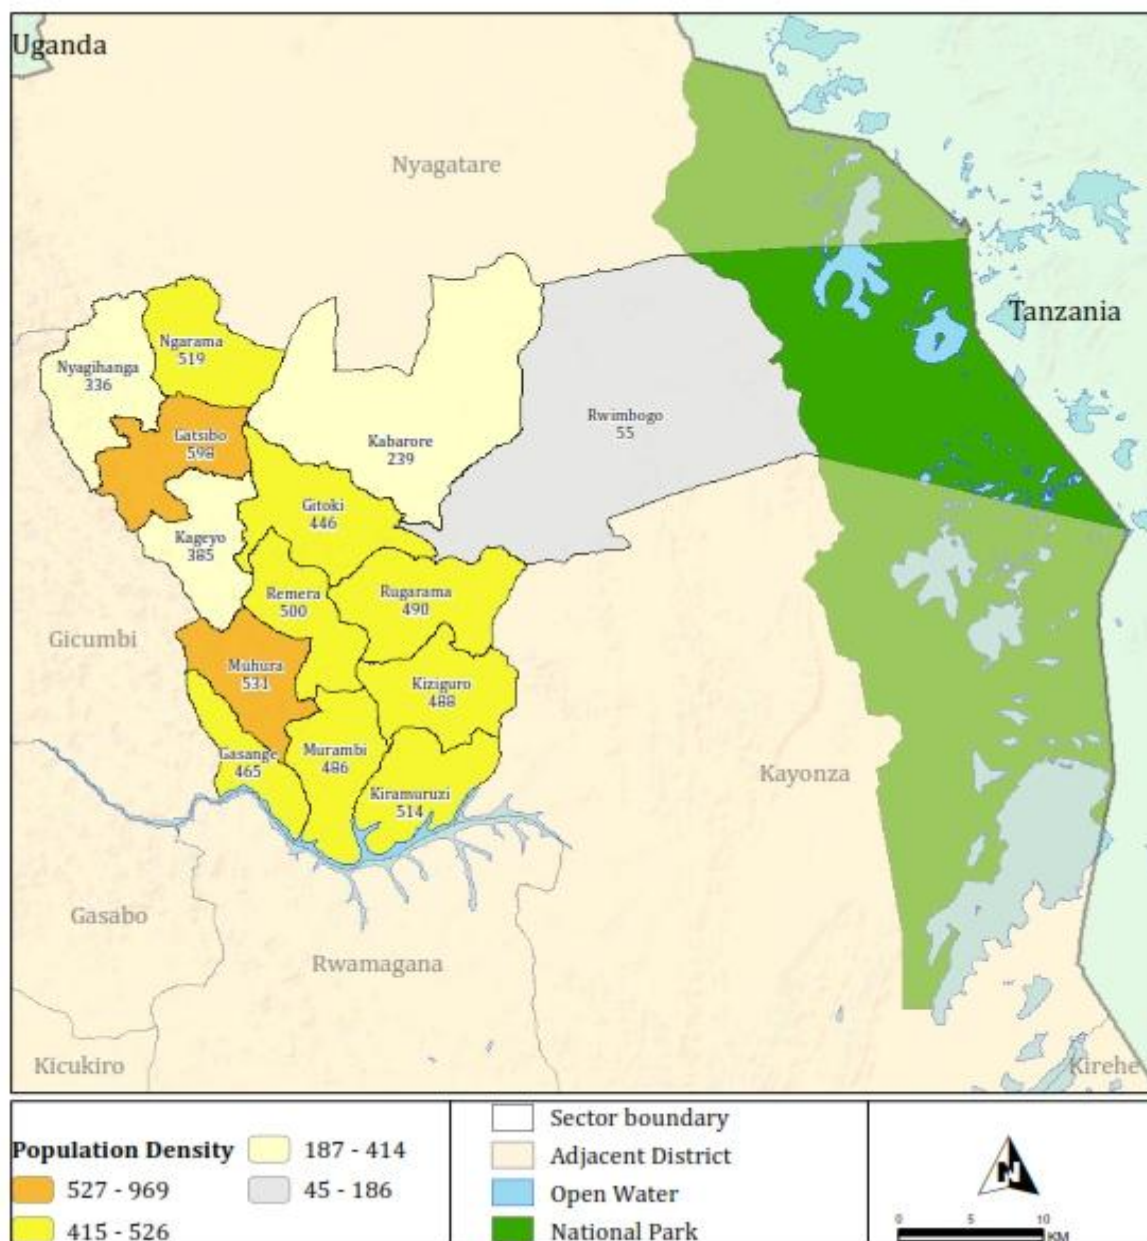 Uganda
Nyagatare
Tanzania
Ngarama
519
Nyagihanga
336
Gatsibo
598
Kabarore
239
Rwimbogo
55
Gitoki
446
Kageyo
385
Remera
500
Rugarama
490
Gicumbi
Muhura
531
Kiziguro
488
Gasange
465
Murambi
486
Kiramuruzi
514
Kayonza
Gasabo
Rwamagana
Kicukiro
Kirehe
Population Density
527 - 969
415 - 526
187 - 414
45 - 186
Sector boundary
Adjacent District
Open Water
National Park
N
0 5 10
KM